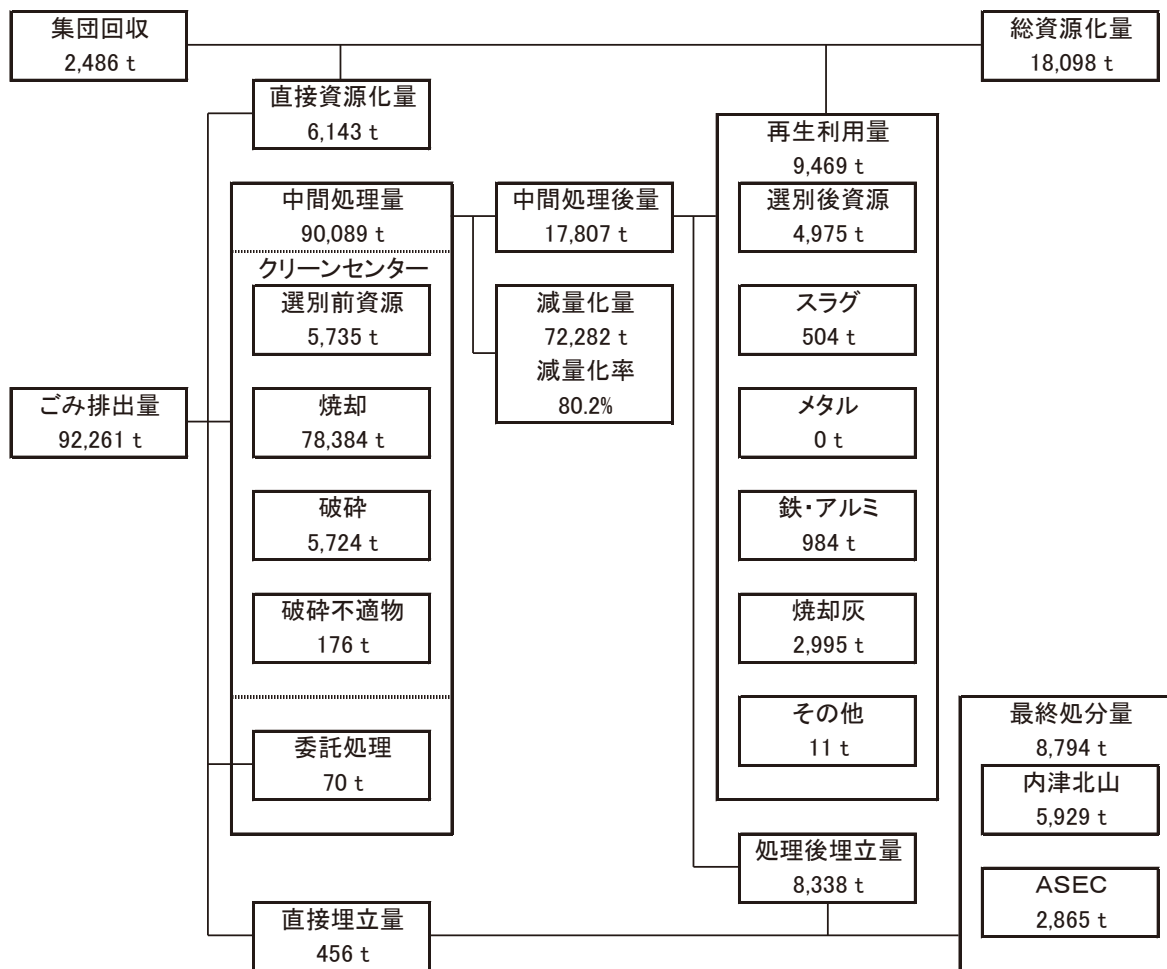 集団回収
2,486 t
総資源化量
18,098 t
直接資源化量
6,143 t
再生利用量
9,469 t
中間処理量
90,089 t
中間処理後量
17,807 t
選別後資源
4,975 t
クリーンセンター
選別前資源
5,735 t
減量化量
72,282 t
減量化率
80.2%
スラグ
504 t
ごみ排出量
92,261 t
焼却
78,384 t
メタル
0 t
破砕
5,724 t
鉄・アルミ
984 t
破砕不適物
176 t
焼却灰
2,995 t
委託処理
70 t
その他
11 t
最終処分量
8,794 t
内津北山
5,929 t
処理後埋立量
8,338 t
ASEC
2,865 t
直接埋立量
456 t